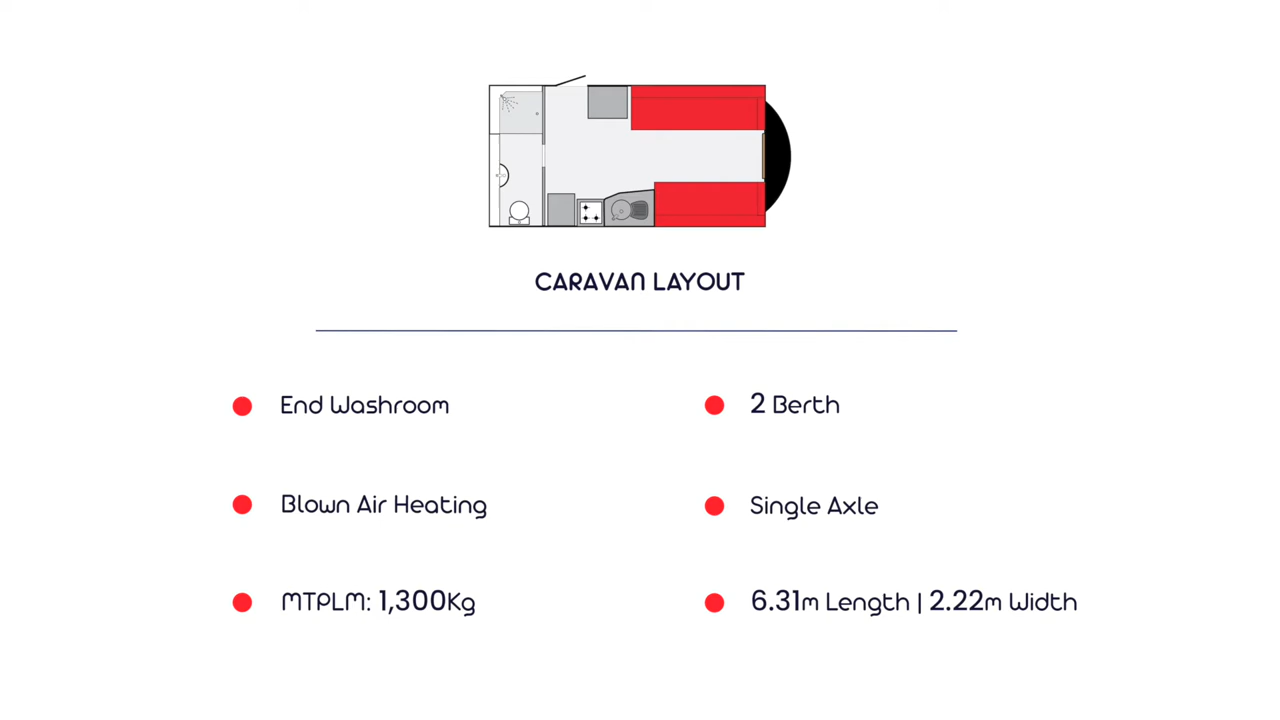 CARAVAN LAYOUT
End Washroom
2 Berth
Blown Air Heating
Single Axle
MTPLM: 1,300Kg
6.31m Length | 2.22m Width